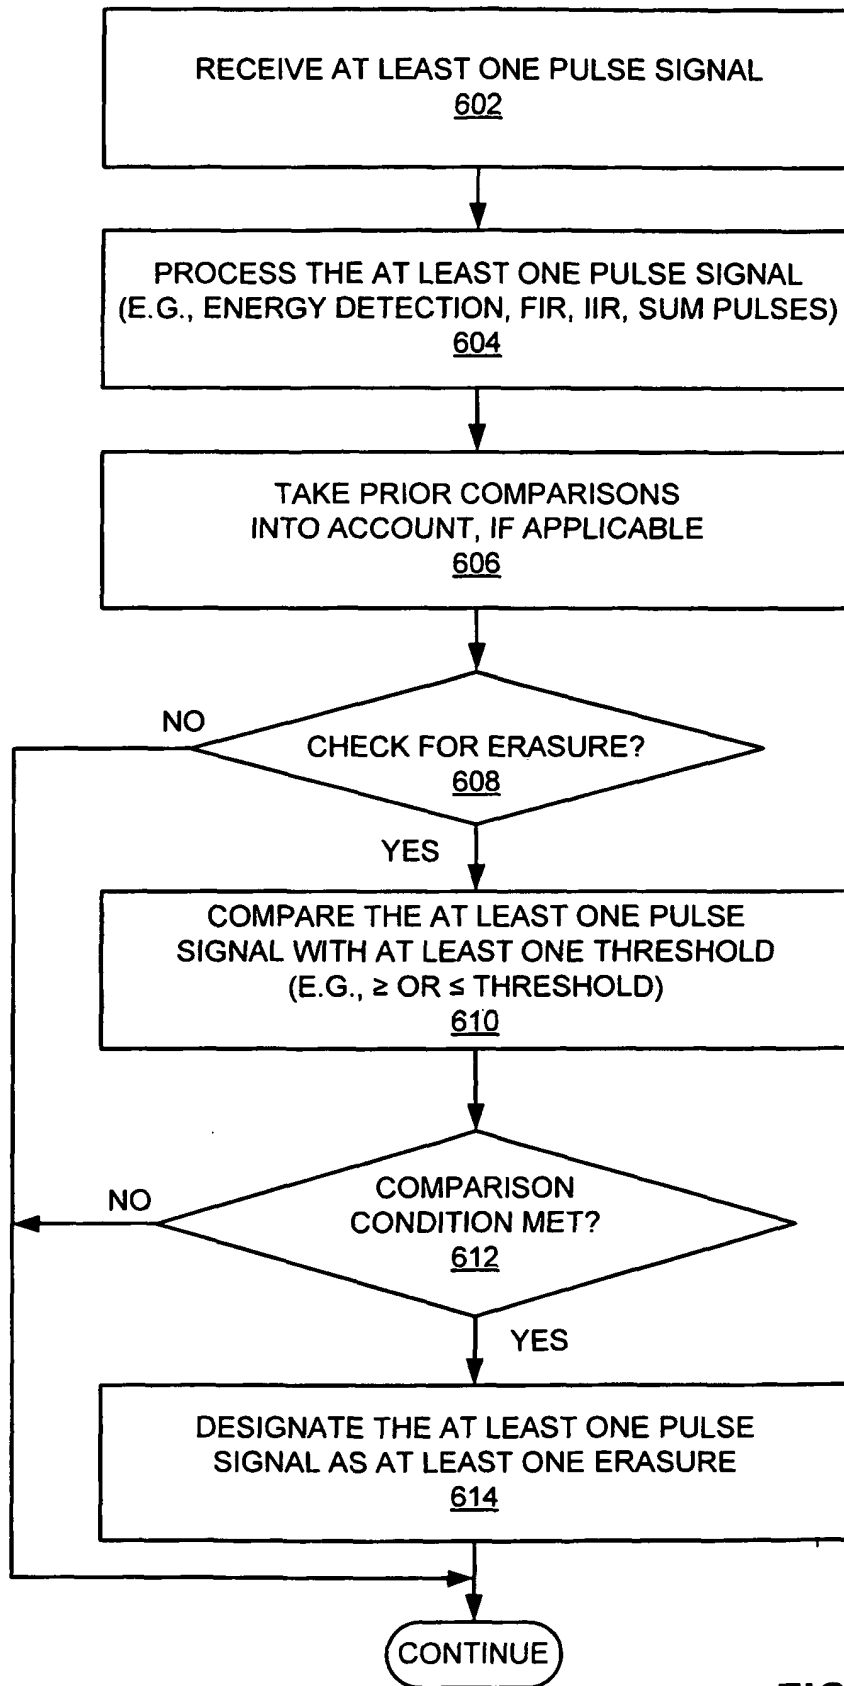 RECEIVE AT LEAST ONE PULSE SIGNAL
602
PROCESS THE AT LEAST ONE PULSE SIGNAL
(E.G., ENERGY DETECTION, FIR, IIR, SUM PULSES)
604
TAKE PRIOR COMPARISONS
INTO ACCOUNT, IF APPLICABLE
606
NO
CHECK FOR ERASURE?
608
YES
COMPARE THE AT LEAST ONE PULSE
SIGNAL WITH AT LEAST ONE THRESHOLD
(E.G., ≥ OR ≤ THRESHOLD)
610
NO
COMPARISON
CONDITION MET?
612
YES
DESIGNATE THE AT LEAST ONE PULSE
SIGNAL AS AT LEAST ONE ERASURE
614
CONTINUE